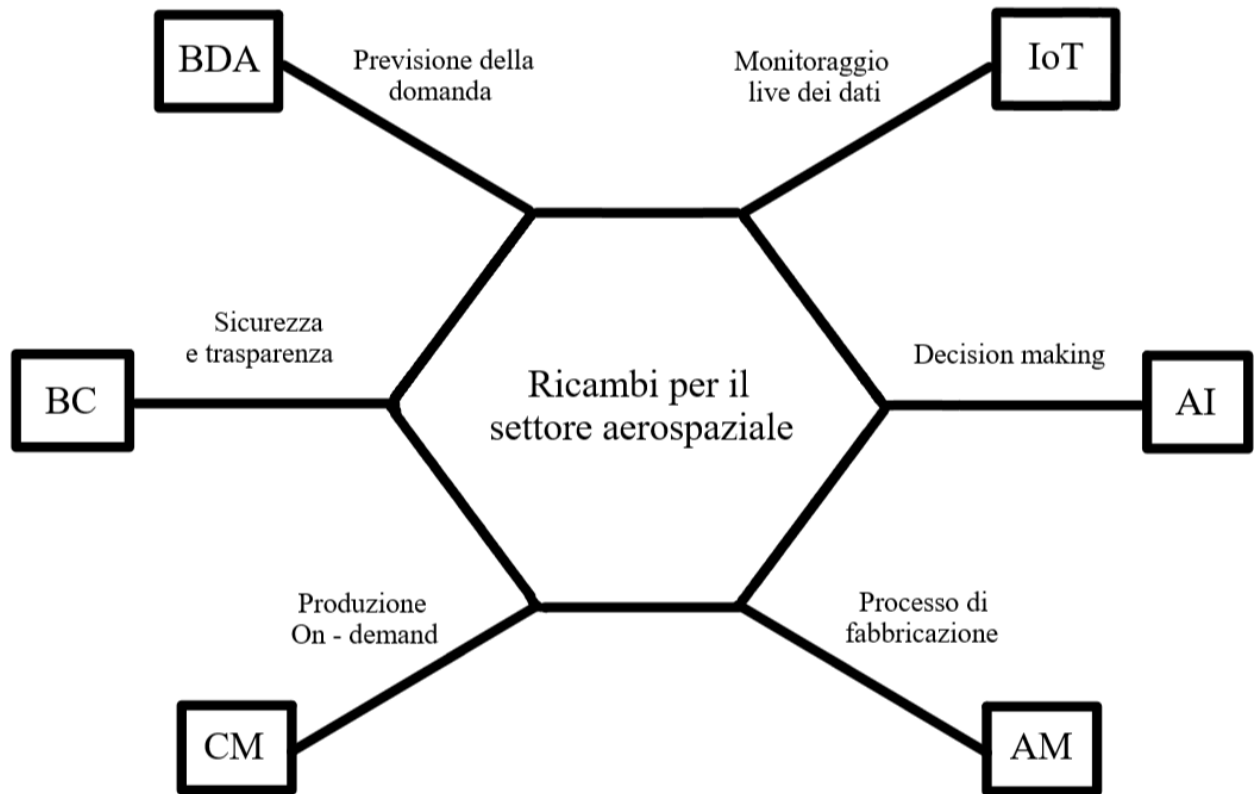 BDA
Previsione della
domanda
Monitoraggio
live dei dati
IoT
BC
Sicurezza
e trasparenza
Ricambi per il
settore aerospaziale
Decision making
AI
Produzione
On - demand
CM
Processo di
fabbricazione
AM